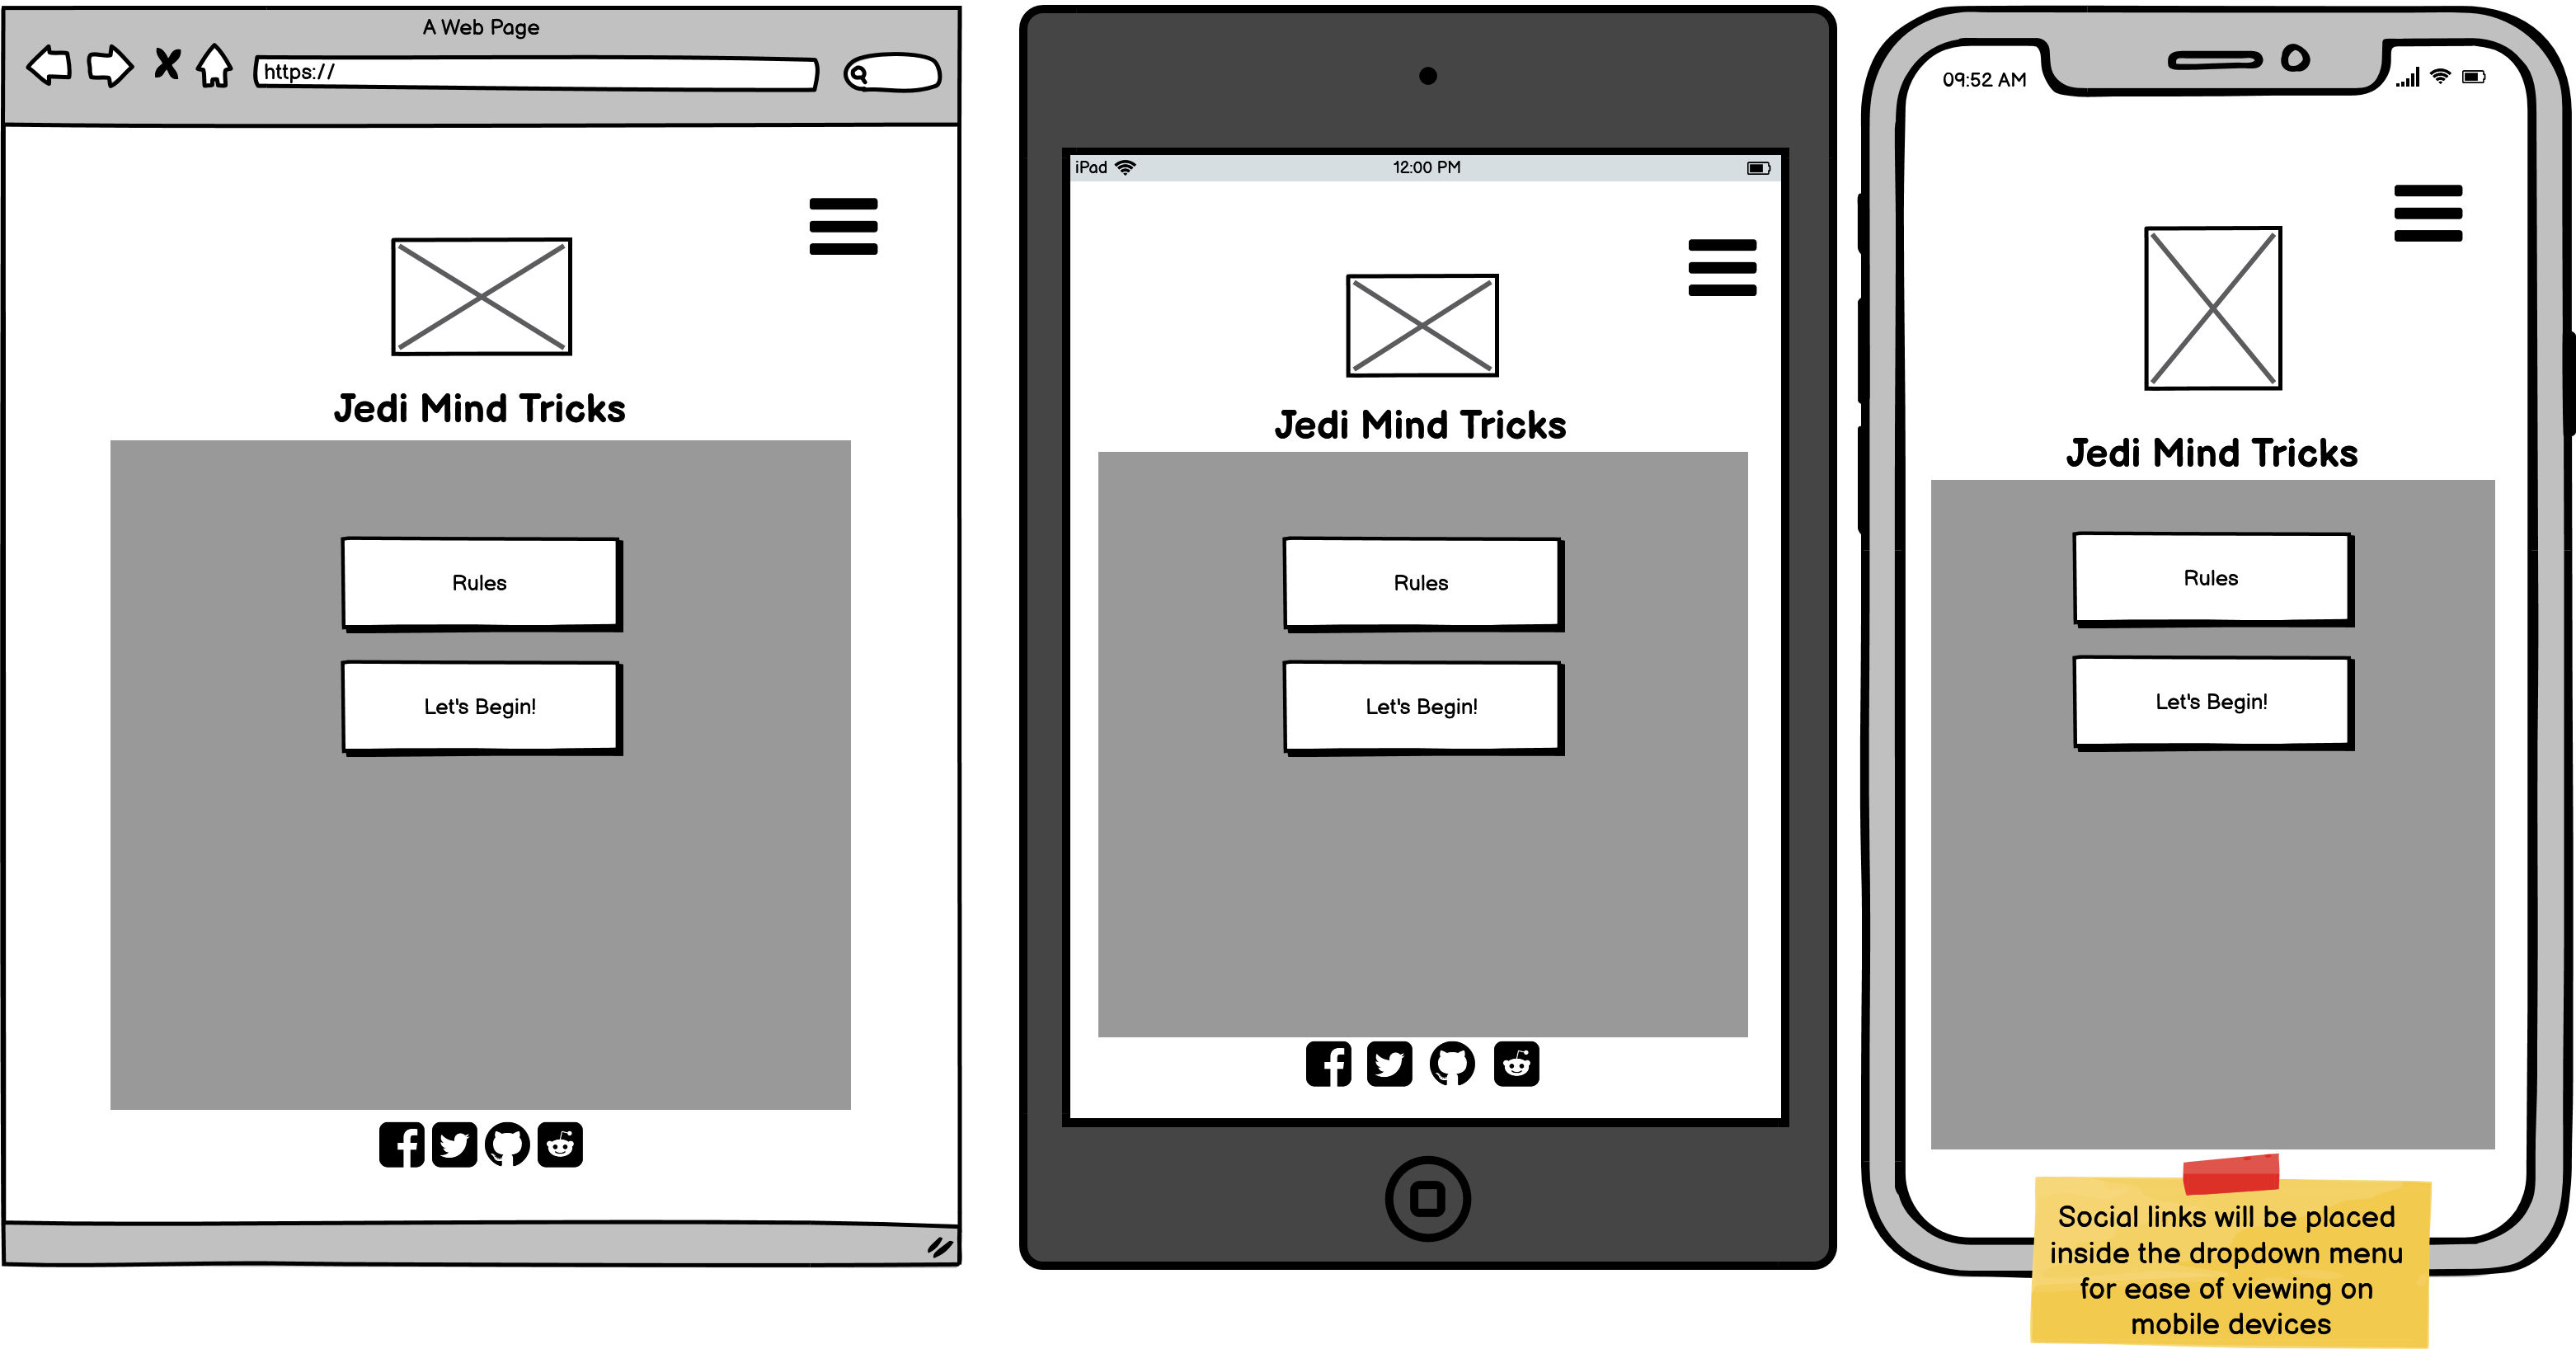 A Web Page
https://
Jedi Mind Tricks
Rules
Let's Begin!
iPad
12:00 PM
Jedi Mind Tricks
Rules
Let's Begin!
09:52 AM
Jedi Mind Tricks
Rules
Let's Begin!
Social links will be placed
inside the dropdown menu
for ease of viewing on
mobile devices